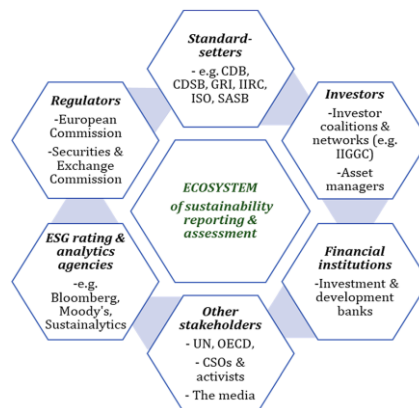 Standard-
setters
- e.g. CDB,
CDSB, GRI, IIRC,
ISO, SASB
Regulators
-European
Commission
-Securities &
Exchange
Commission
Investors
-Investor
coalitions &
networks (e.g.
IIGGC)
-Asset
managers
ECOSYSTEM
of sustainability
reporting &
assessment
ESG rating &
analytics
agencies
-e.g.
Bloomberg,
Moody's,
Sustainalytics
Financial
institutions
-Investment &
development
banks
Other
stakeholders
- UN, OECD,
- CSOs &
activists
- The media